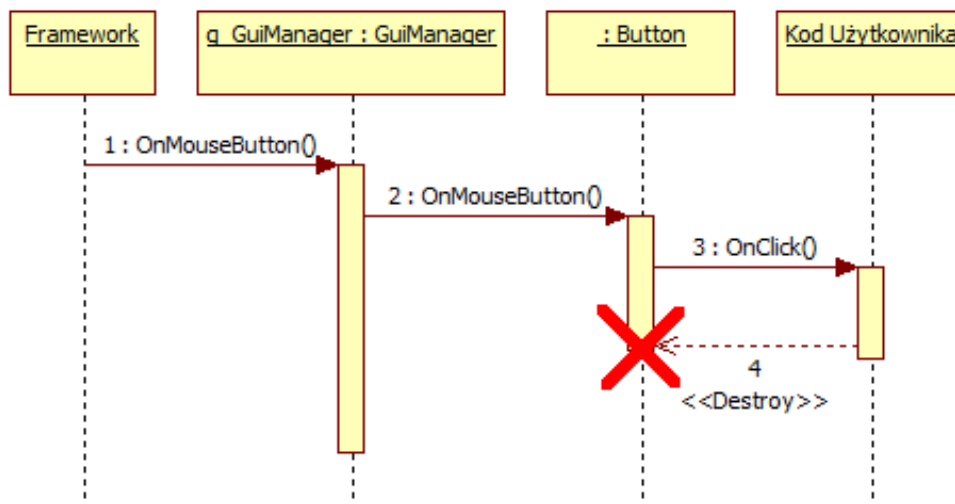 Framework
g_GuiManager : GuiManager
: Button
Kod Użytkownika
1 : OnMouseButton()
2 : OnMouseButton()
3 : OnClick()
4
<<Destroy>>